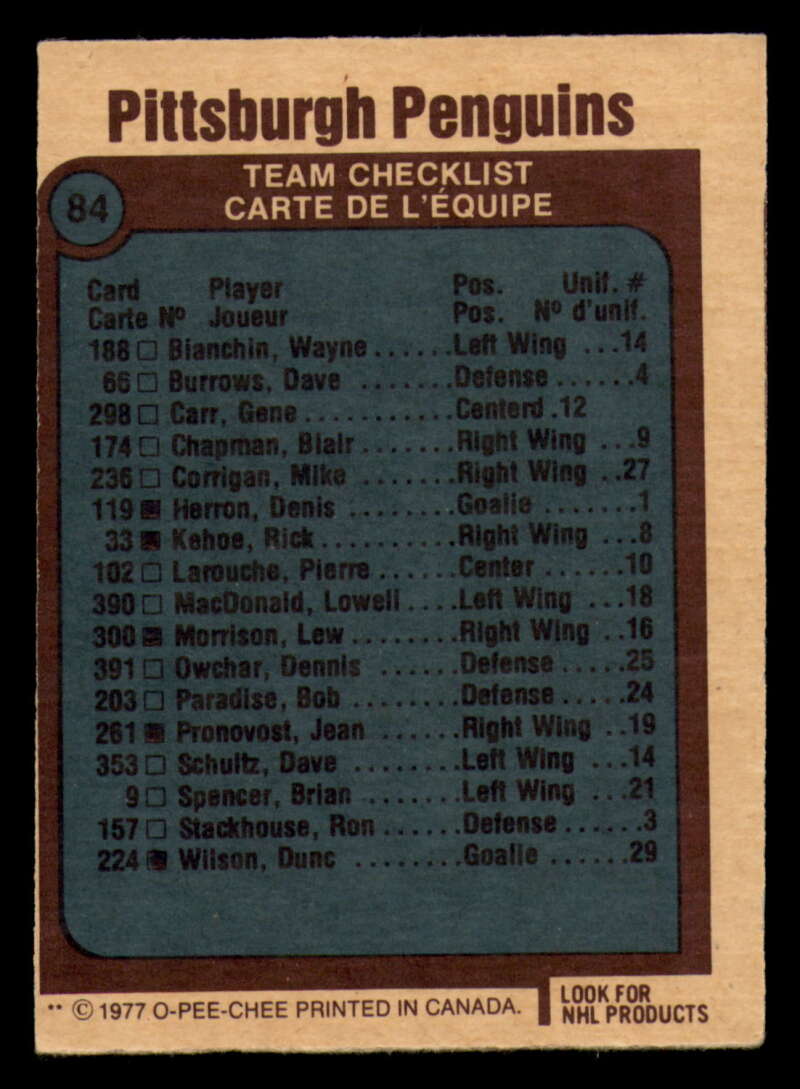 Pittsburgh Penguins
84
TEAM CHECKLIST
CARTE DE L'ÉQUIPE
Card Player Pos. Unif. #
Carte Nº Joueur Pos. Nº d'unif.
188 □ Bianchin, Wayne......Left Wing ...14
66 □ Burrows, Dave .......Defense......4
298 □ Carr, Gene...........Centerd .12
174 □ Chapman, Blair.......Right Wing ...9
236 □ Corrigan, Mike .......Right Wing ..27
119 ■ Herron, Denis ........Goalie .......1
33 ■ Kehoe, Rick..........Right Wing ...8
102 □ Larouche, Pierre......Center ......10
390 □ MacDonald, Lowell....Left Wing ...18
300 ■ Morrison, Lew........Right Wing ..16
391 □ Owchar, Dennis ......Defense.....25
203 □ Paradise, Bob ........Defense.....24
261 ■ Pronovost, Jean ......Right Wing ..19
353 □ Schultz, Dave ........Left Wing ...14
9 □ Spencer, Brian .......Left Wing ...21
157 □ Stackhouse, Ron......Defense......3
224 ■ Wilson, Dunc ........Goalie ......29
** © 1977 O-PEE-CHEE PRINTED IN CANADA.
LOOK FOR
NHL PRODUCTS